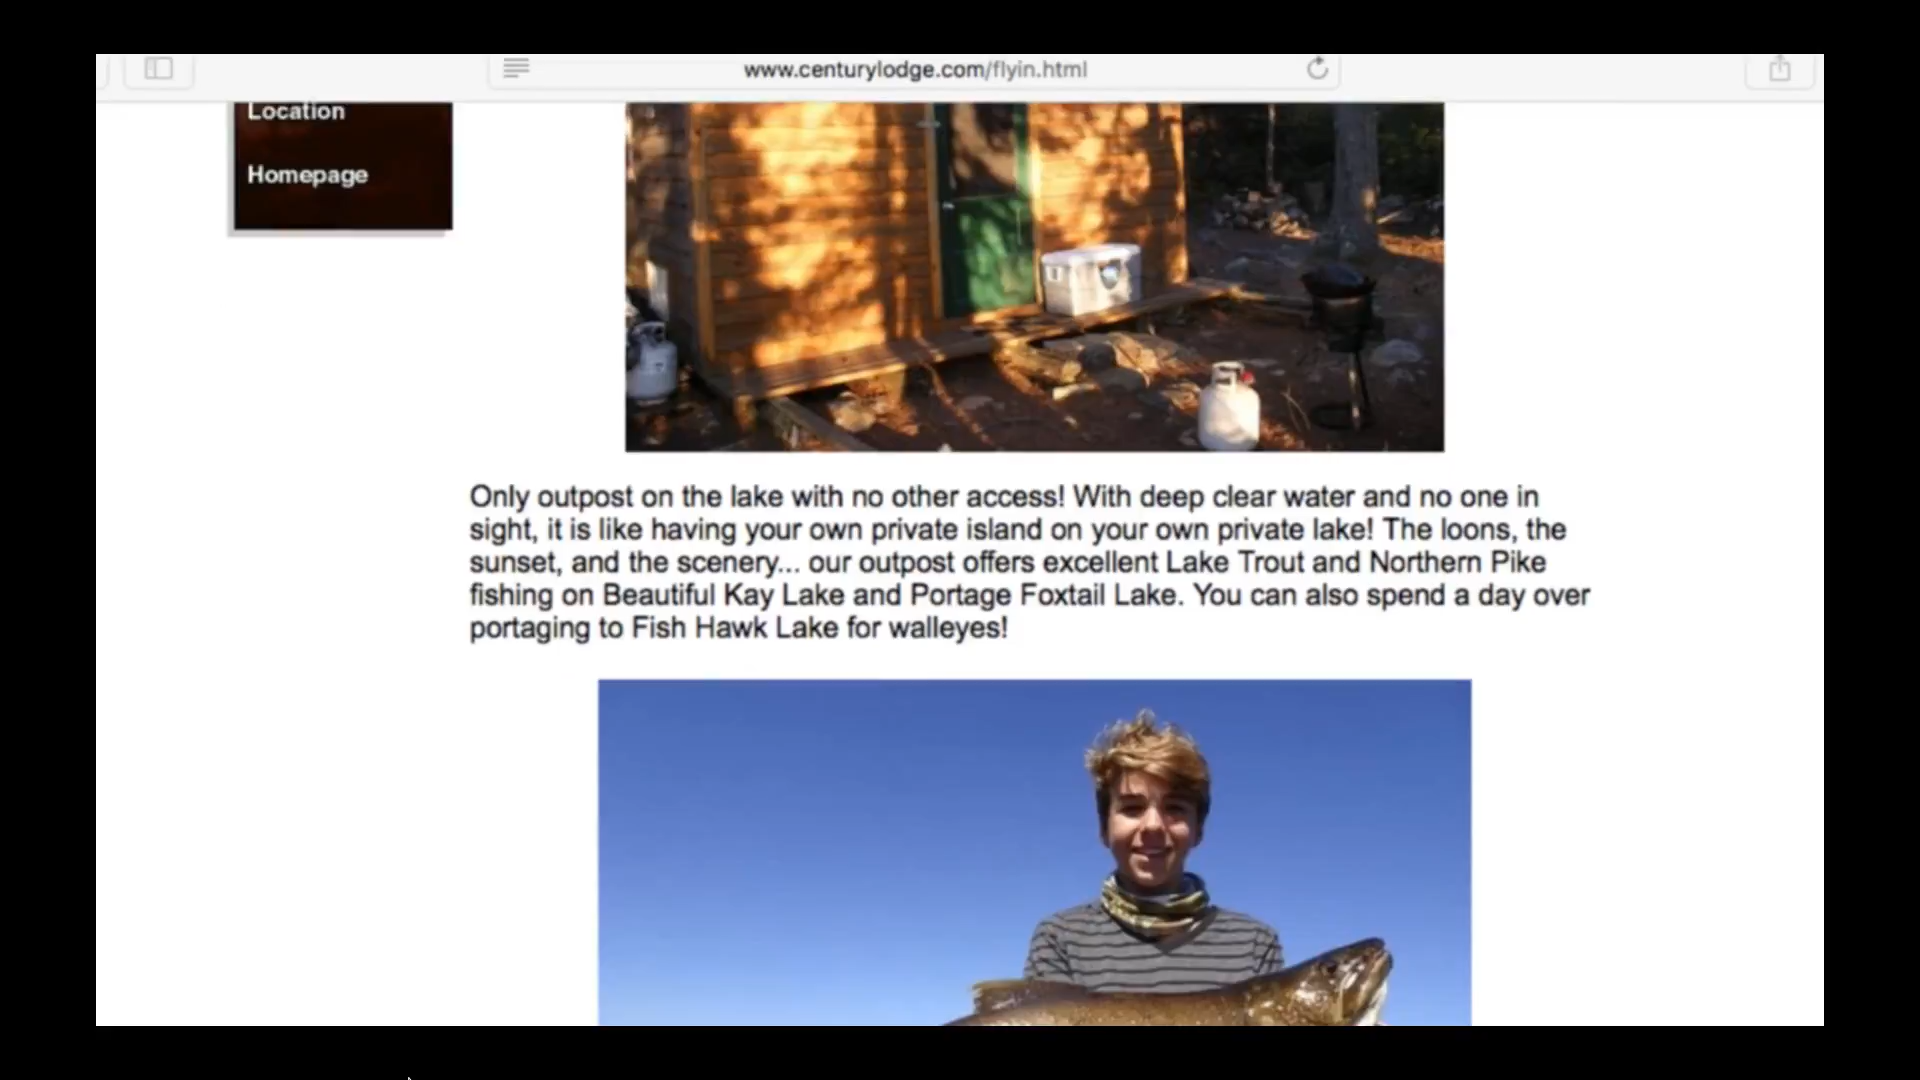 www.centurylodge.com/flyin.html
Location
Homepage
Only outpost on the lake with no other access! With deep clear water and no one in
sight, it is like having your own private island on your own private lake! The loons, the
sunset, and the scenery... our outpost offers excellent Lake Trout and Northern Pike
fishing on Beautiful Kay Lake and Portage Foxtail Lake. You can also spend a day over
portaging to Fish Hawk Lake for walleyes!